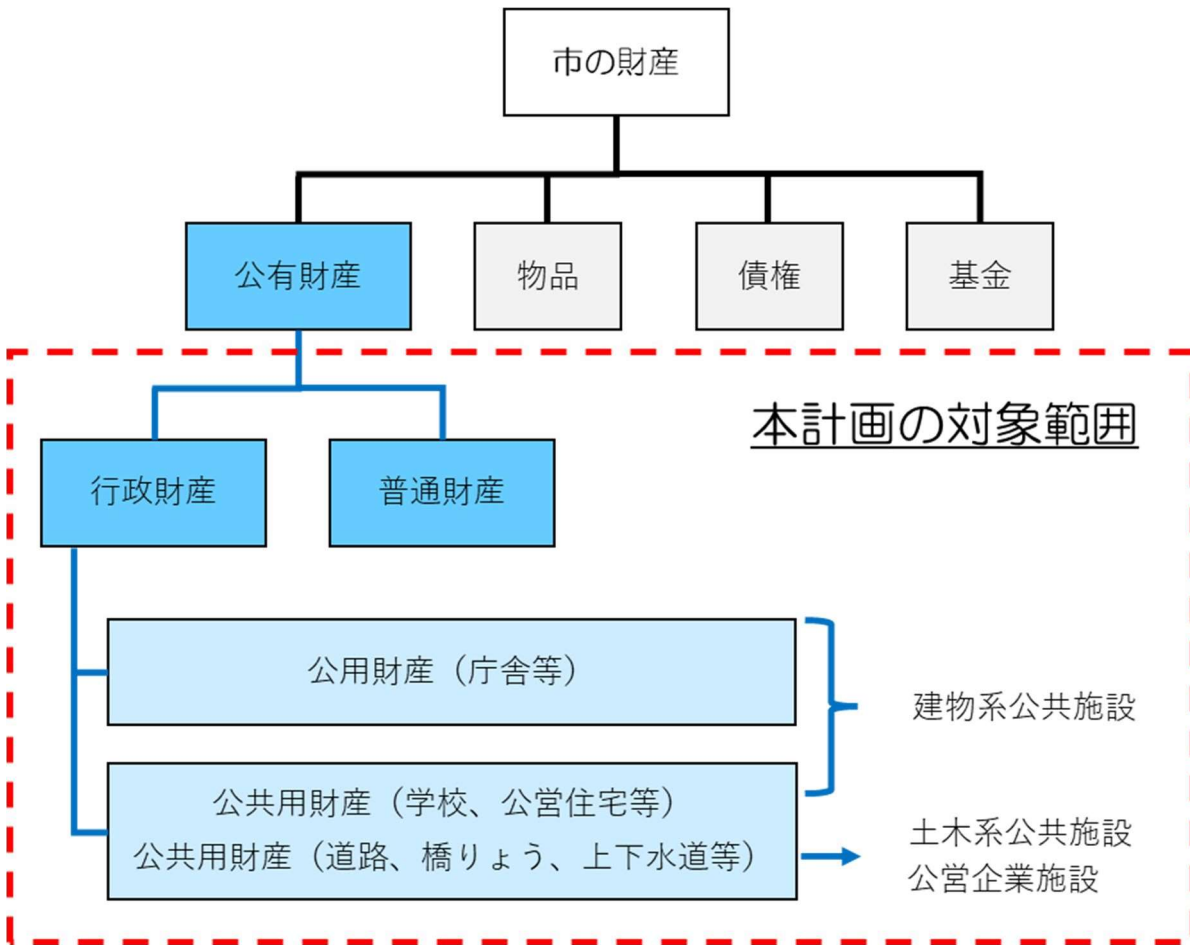 市の財産
公有財産
物品
債権
基金
本計画の対象範囲
行政財産
普通財産
公用財産（庁舎等）
建物系公共施設
公共用財産（学校、公営住宅等）
公共用財産（道路、橋りょう、上下水道等）
土木系公共施設
公営企業施設